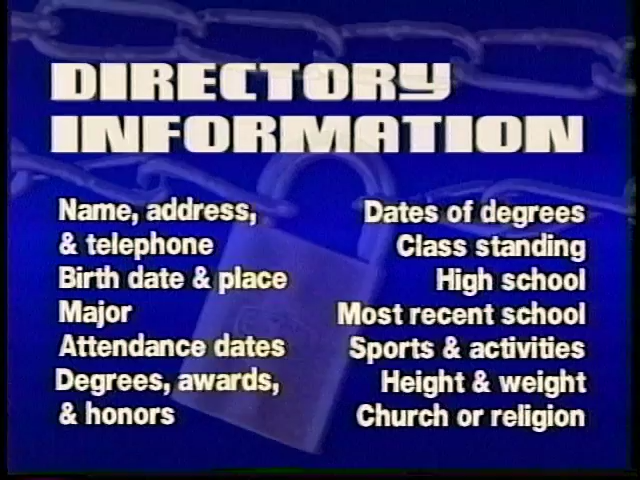 DIRECTORY
INFORMATION
Name, address,
& telephone
Birth date & place
Major
Attendance dates
Degrees, awards,
& honors
Dates of degrees
Class standing
High school
Most recent school
Sports & activities
Height & weight
Church or religion